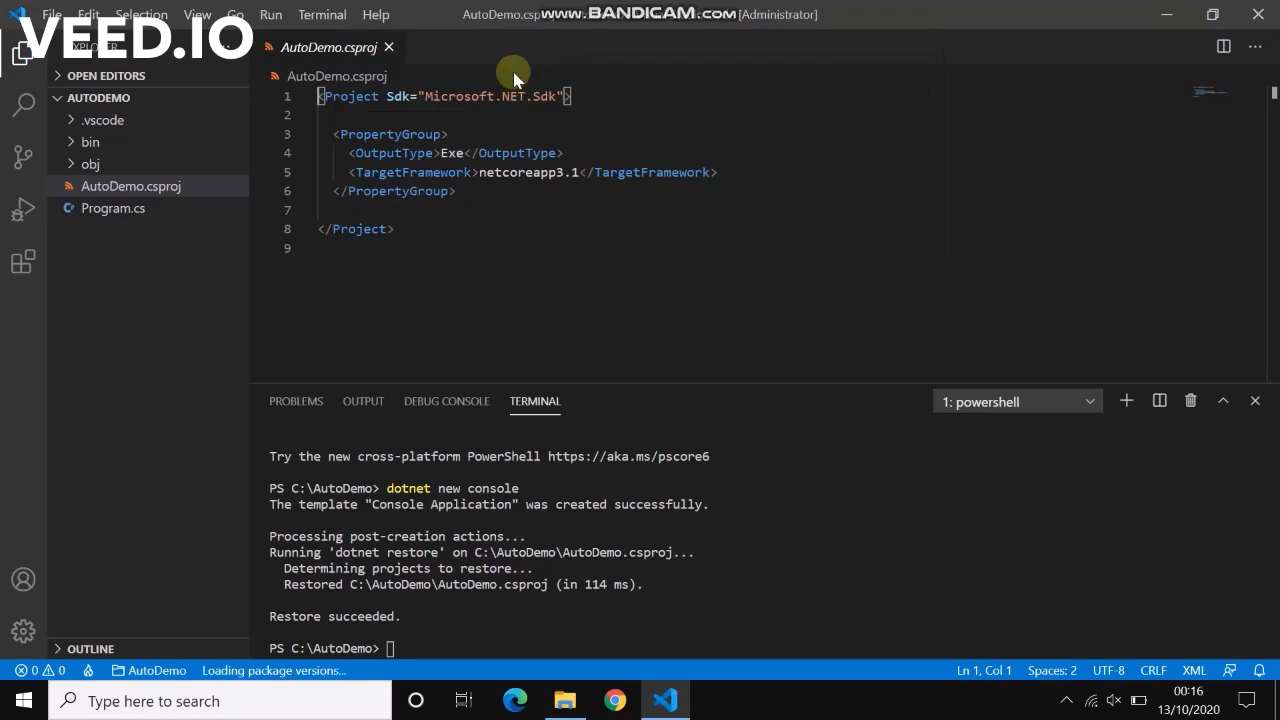 File Edit Selection View Go Run Terminal Help
AutoDemo.csp
www.BANDICAM.com
[Administrator]
VEED.IO
AutoDemo.csproj
OPEN EDITORS
AUTODEMO
.vscode
bin
obj
AutoDemo.csproj
Program.cs
OUTLINE
AutoDemo.csproj
1 <Project Sdk="Microsoft.NET.Sdk">
2
3 <PropertyGroup>
4 <OutputType>Exe</OutputType>
5 <TargetFramework>netcoreapp3.1</TargetFramework>
6 </PropertyGroup>
7
8 </Project>
9
PROBLEMS OUTPUT DEBUG CONSOLE TERMINAL
1: powershell
Try the new cross-platform PowerShell https://aka.ms/pscore6
PS C:\AutoDemo> dotnet new console
The template "Console Application" was created successfully.
Processing post-creation actions...
Running 'dotnet restore' on C:\AutoDemo\AutoDemo.csproj...
Determining projects to restore...
Restored C:\AutoDemo\AutoDemo.csproj (in 114 ms).
Restore succeeded.
PS C:\AutoDemo>
0 0 AutoDemo Loading package versions...
Ln 1, Col 1 Spaces: 2 UTF-8 CRLF XML
Type here to search
00:16
13/10/2020